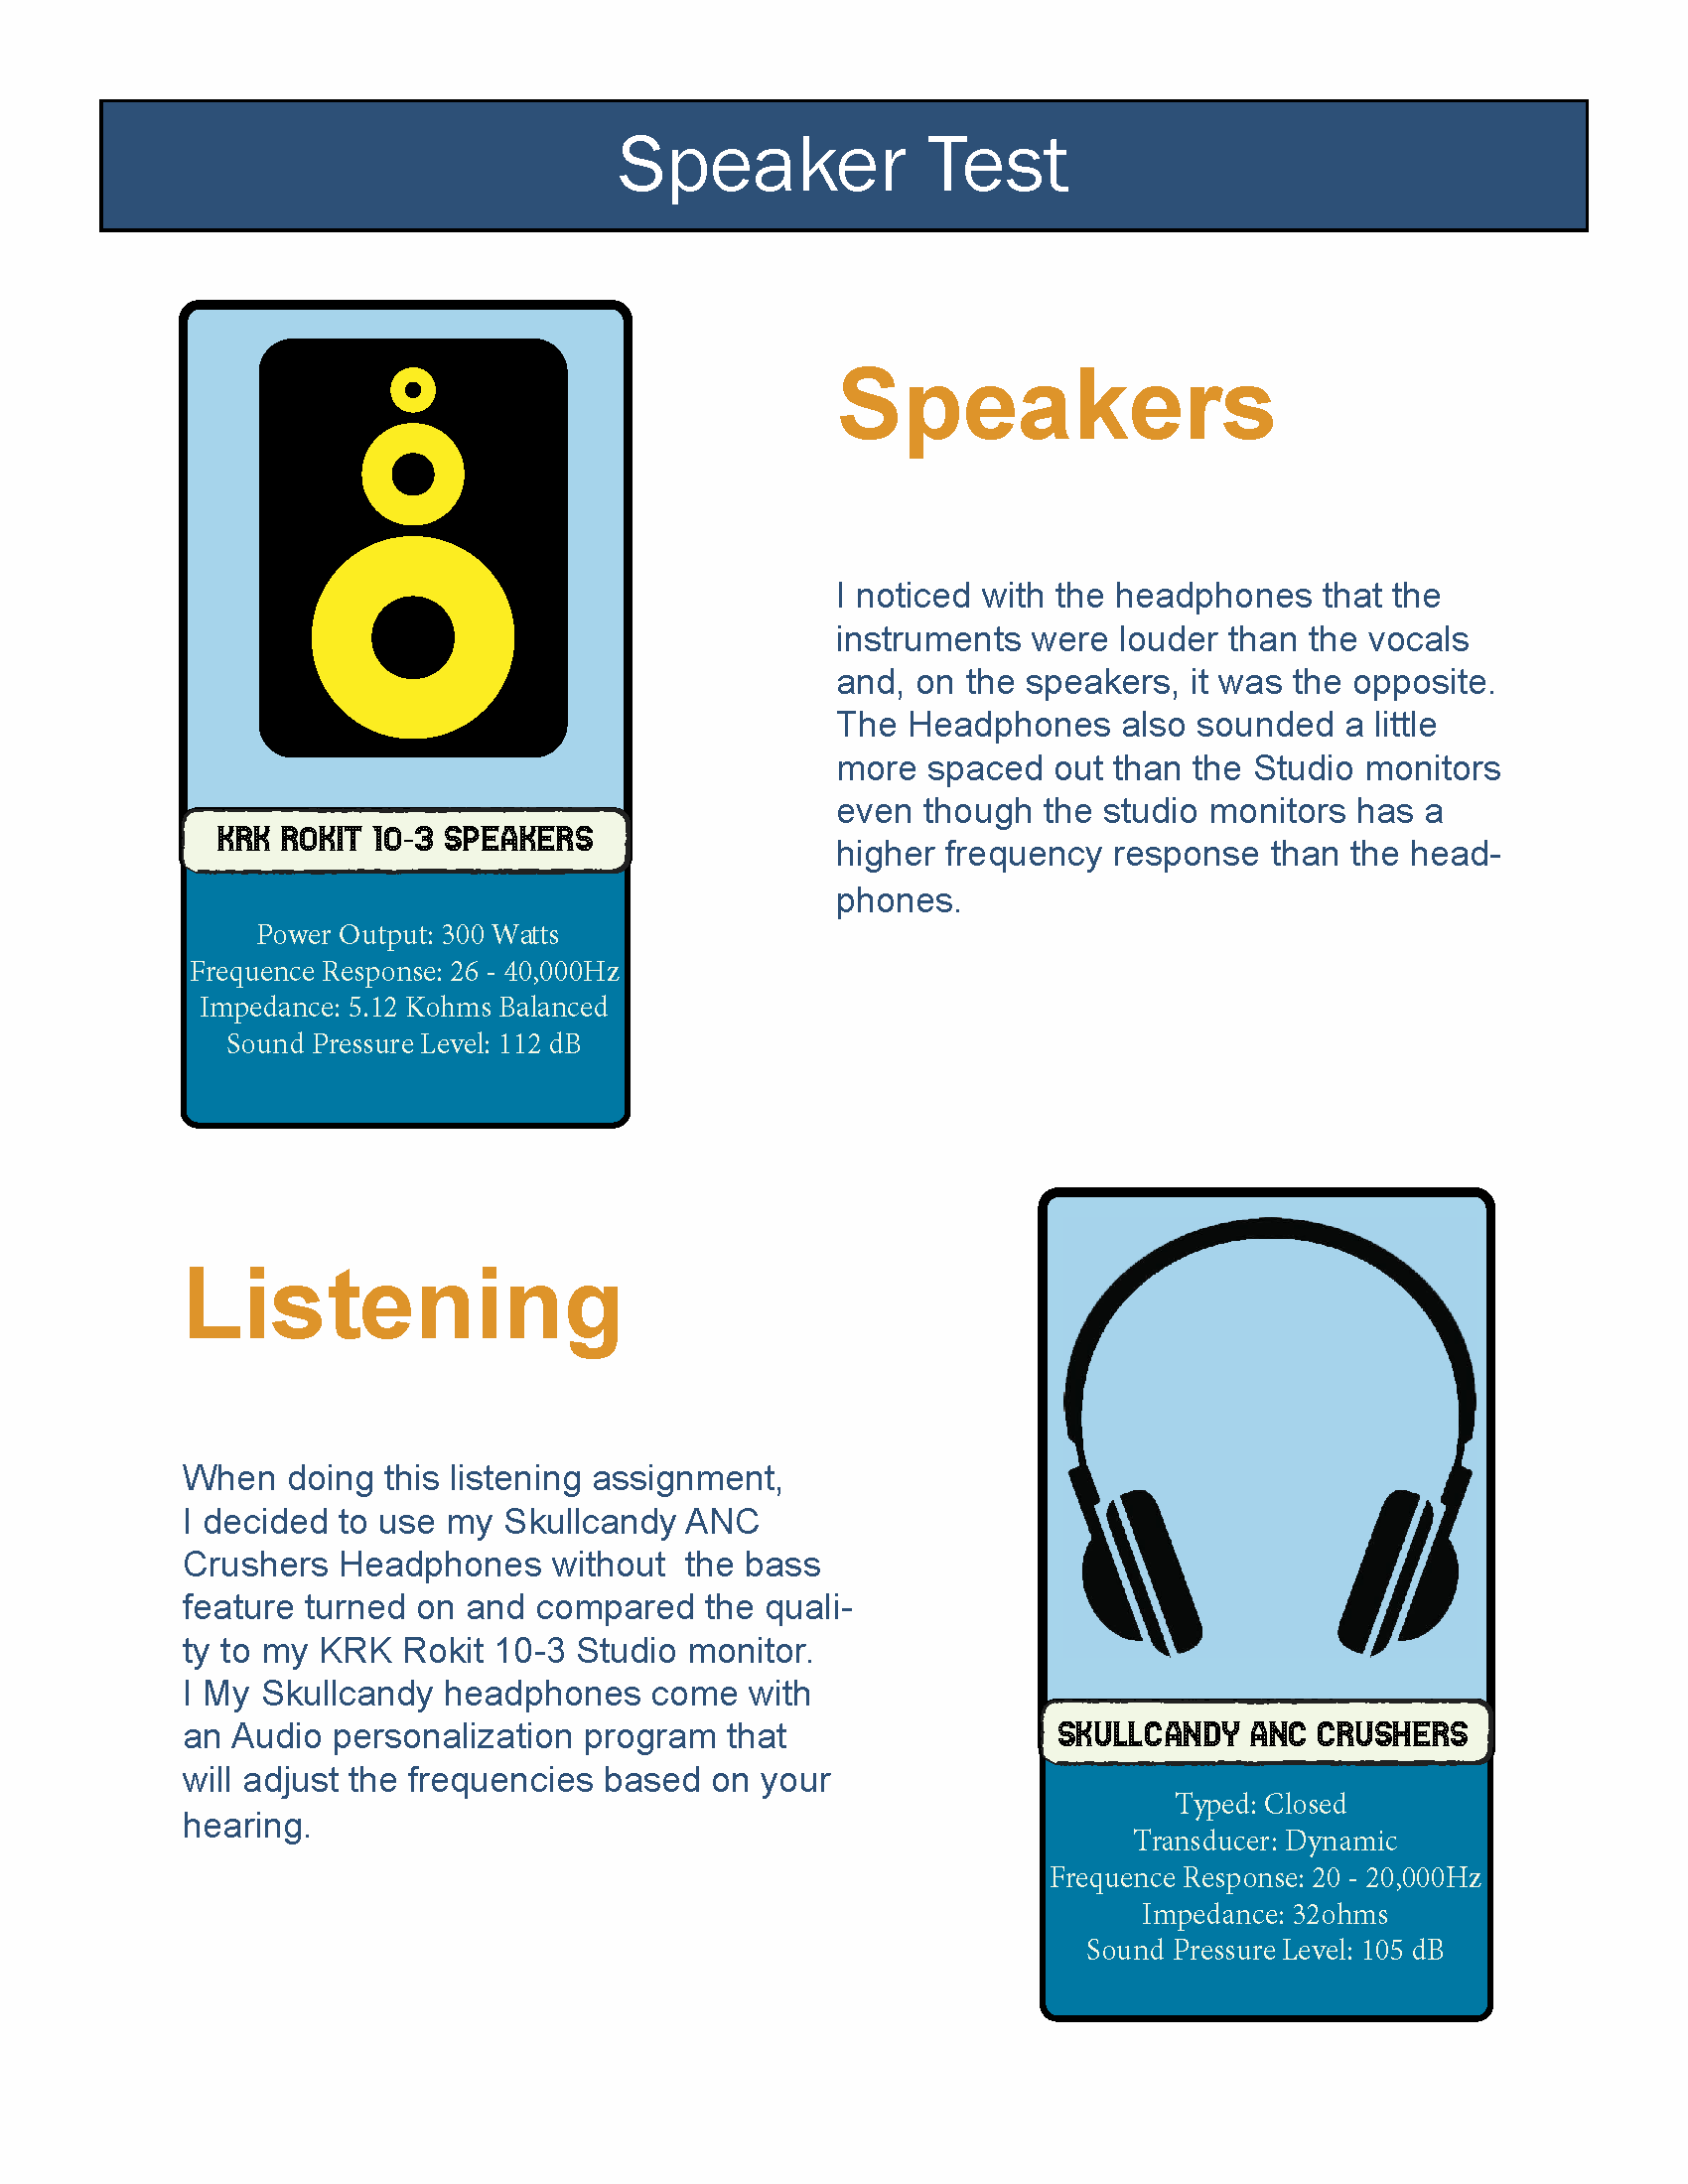 Speaker Test
KRK ROKIT 10-3 SPEAKERS
Power Output: 300 Watts
Frequence Response: 26 - 40,000Hz
Impedance: 5.12 Kohms Balanced
Sound Pressure Level: 112 dB
Speakers
I noticed with the headphones that the
instruments were louder than the vocals
and, on the speakers, it was the opposite.
The Headphones also sounded a little
more spaced out than the Studio monitors
even though the studio monitors has a
higher frequency response than the head-
phones.
Listening
When doing this listening assignment,
I decided to use my Skullcandy ANC
Crushers Headphones without  the bass
feature turned on and compared the quali-
ty to my KRK Rokit 10-3 Studio monitor.
I My Skullcandy headphones come with
an Audio personalization program that
will adjust the frequencies based on your
hearing.
SKULLCANDY ANC CRUSHERS
Typed: Closed
Transducer: Dynamic
Frequence Response: 20 - 20,000Hz
Impedance: 32ohms
Sound Pressure Level: 105 dB